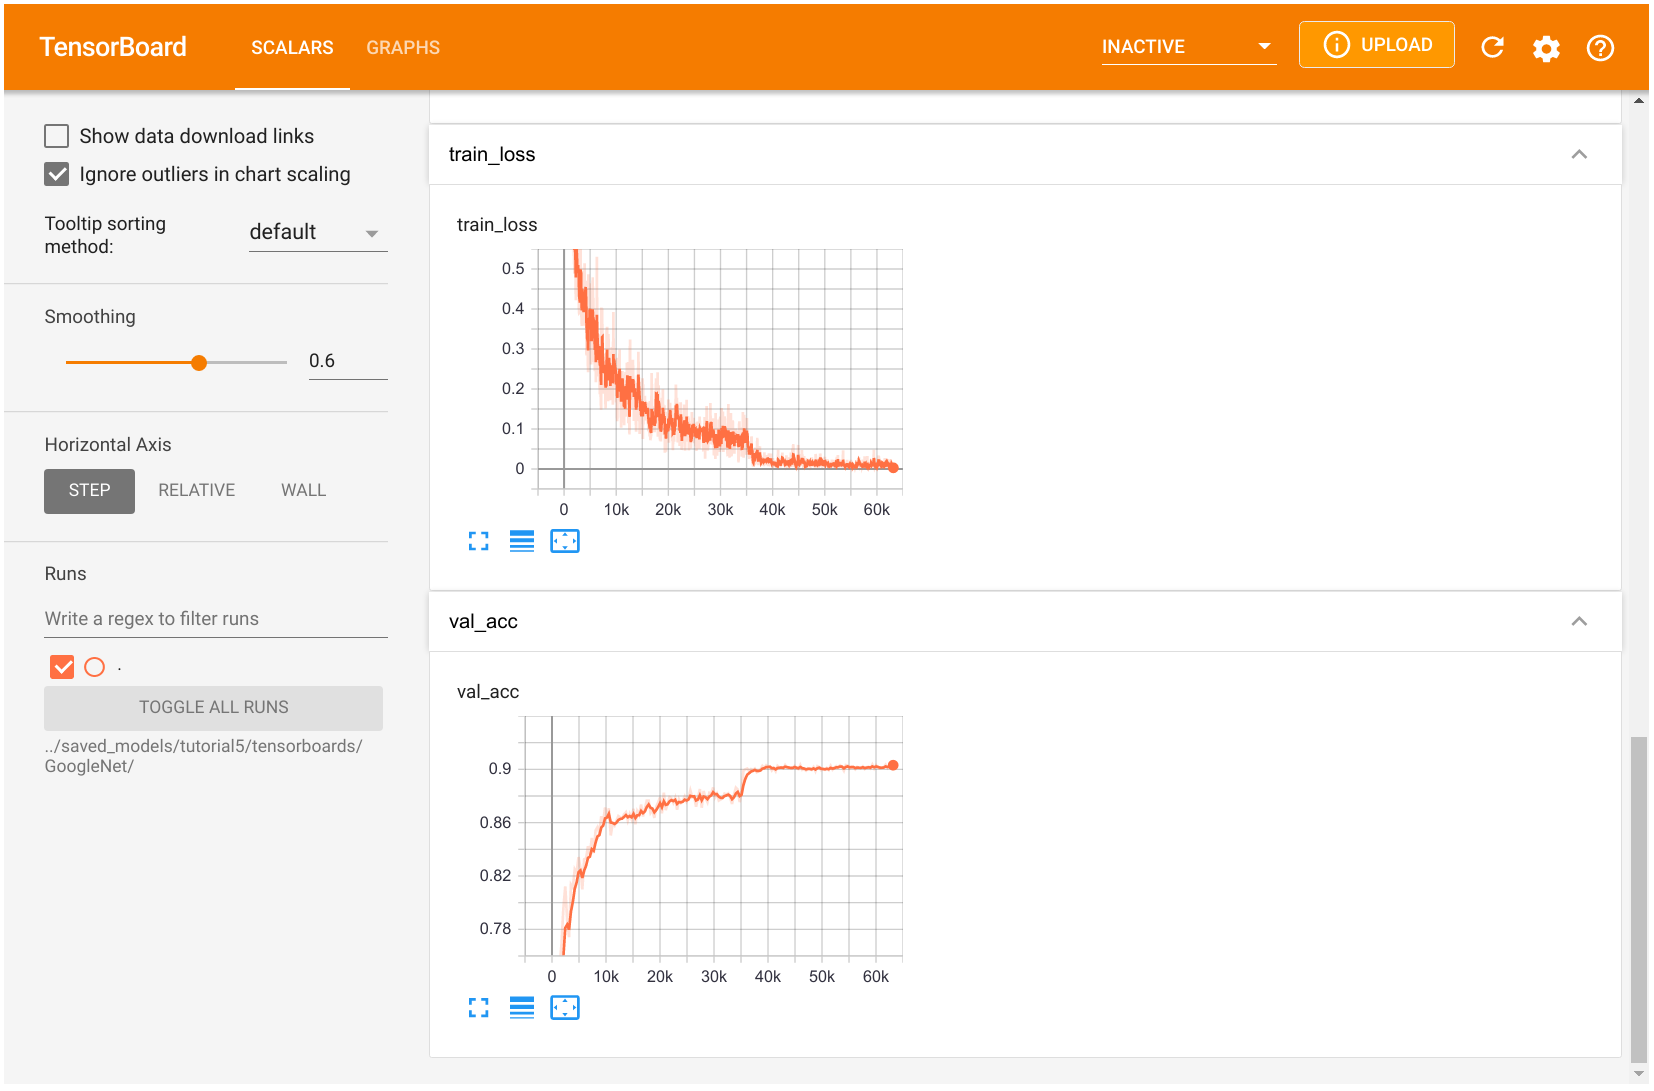 TensorBoard SCALARS GRAPHS INACTIVE UPLOAD
Show data download links
Ignore outliers in chart scaling
Tooltip sorting
method:
default
Smoothing
0.6
Horizontal Axis
STEP RELATIVE WALL
Runs
Write a regex to filter runs
.
TOGGLE ALL RUNS
../saved_models/tutorial5/tensorboards/
GoogleNet/
train_loss
train_loss
0.5
0.4
0.3
0.2
0.1
0
0 10k 20k 30k 40k 50k 60k
val_acc
val_acc
0.9
0.86
0.82
0.78
0 10k 20k 30k 40k 50k 60k